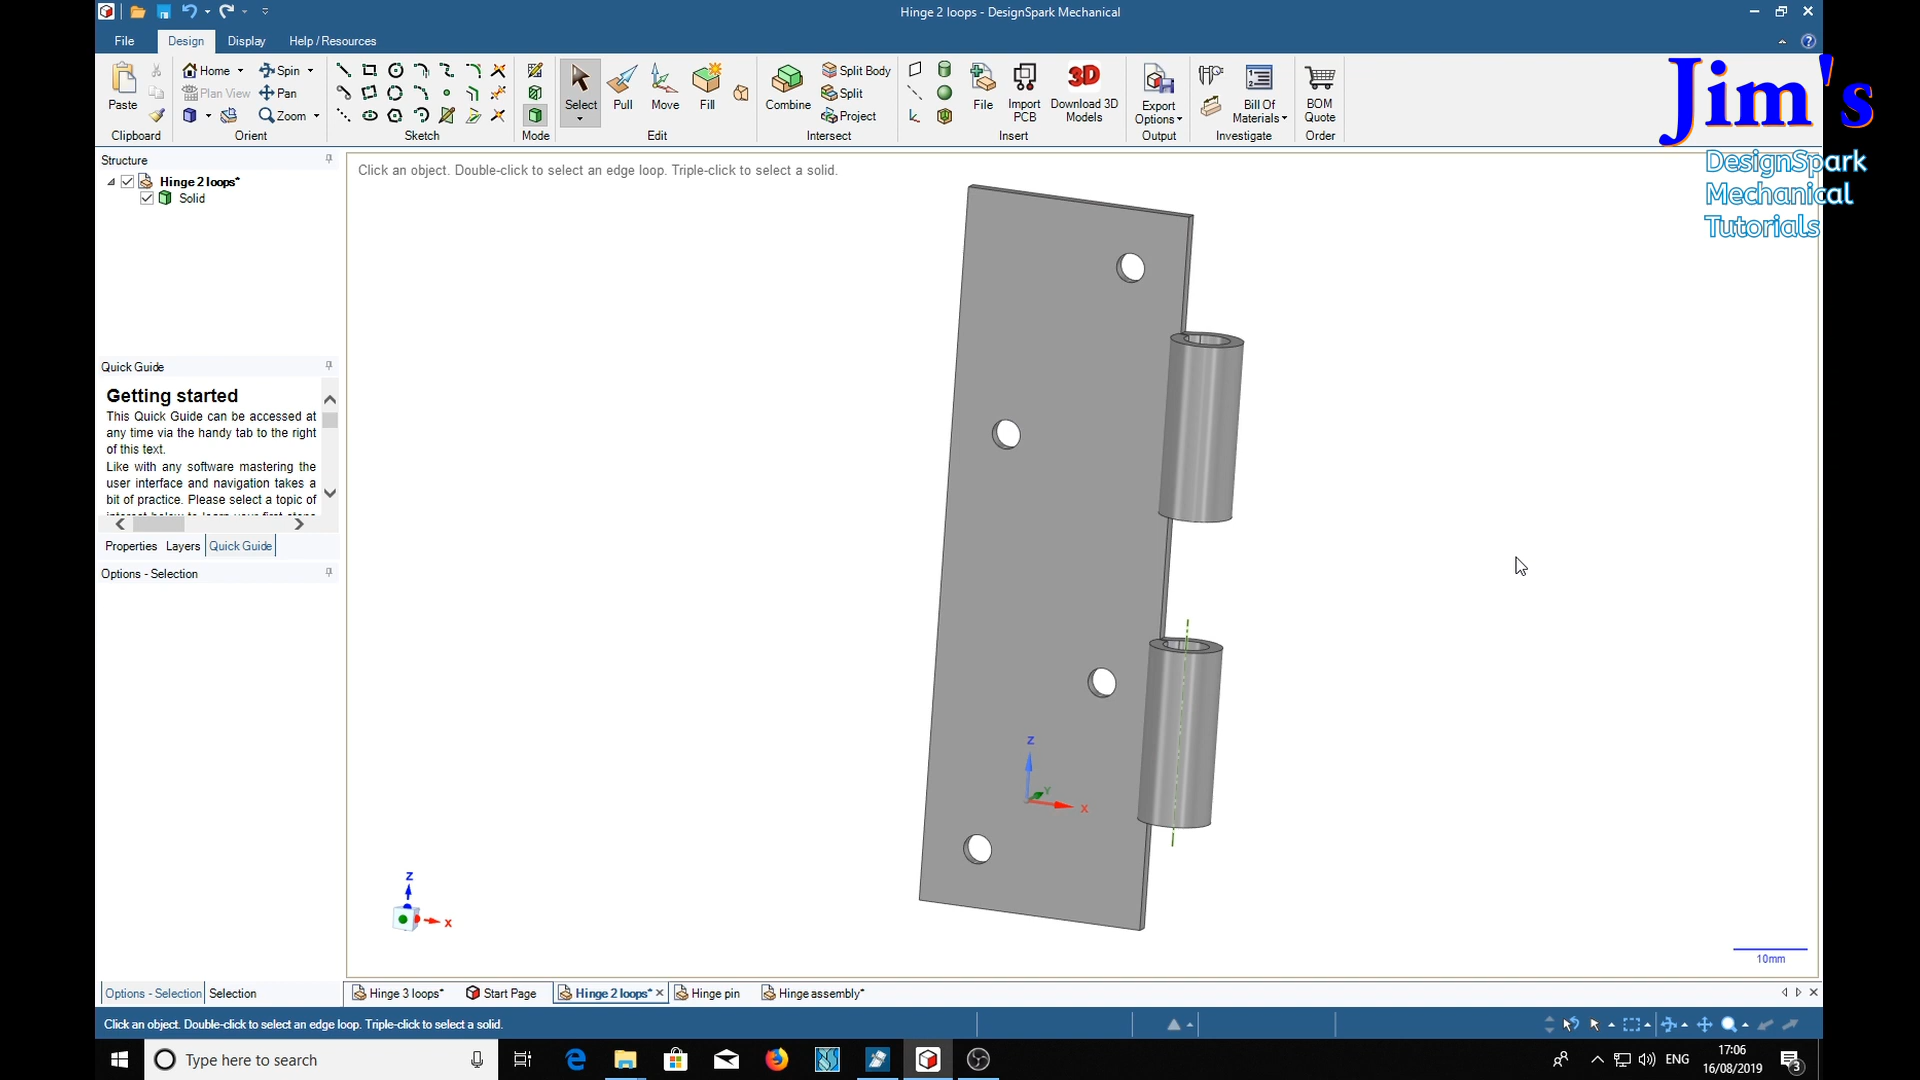 Hinge 2 loops - DesignSpark Mechanical
File Design Display Help / Resources
Jim's
DesignSpark
Mechanical
Tutorials
Paste
Clipboard
Home
Plan View
Spin
Pan
Zoom
Orient
Sketch
Mode
Select
Pull
Move
Fill
Edit
Combine
Split Body
Split
Project
Intersect
File
Import
PCB
Download 3D
Models
3D
Insert
Export
Options
Output
Bill Of
Materials
Investigate
BOM
Quote
Order
Structure
Hinge 2 loops*
Solid
Click an object. Double-click to select an edge loop. Triple-click to select a solid.
Quick Guide
Getting started
This Quick Guide can be accessed at
any time via the handy tab to the right
of this text.
Like with any software mastering the
user interface and navigation takes a
bit of practice. Please select a topic of
Properties Layers Quick Guide
Options - Selection
Z
Y
X
Z
X
10mm
Options - Selection Selection
Hinge 3 loops* Start Page Hinge 2 loops* Hinge pin Hinge assembly*
Click an object. Double-click to select an edge loop. Triple-click to select a solid.
Type here to search
ENG
17:06
16/08/2019
3